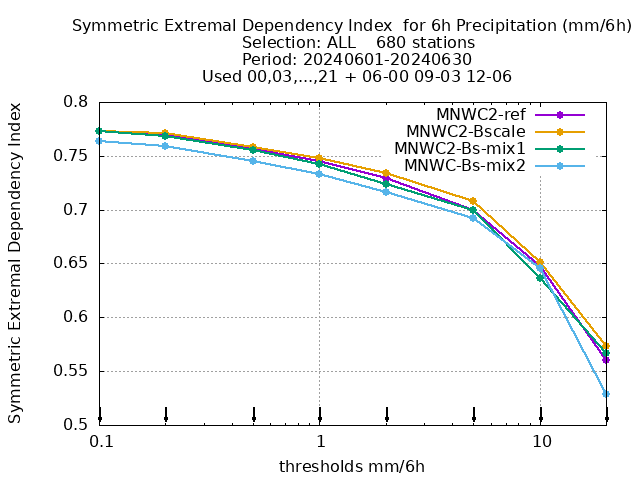 Symmetric Extremal Dependency Index  for 6h Precipitation (mm/6h)
Selection: ALL    680 stations
Period: 20240601-20240630
Used 00,03,...,21 + 06-00 09-03 12-06
Symmetric Extremal Dependency Index
0.8
0.75
0.7
0.65
0.6
0.55
0.5
MNWC2-ref
MNWC2-Bscale
MNWC2-Bs-mix1
MNWC-Bs-mix2
0.1 1 10
thresholds mm/6h